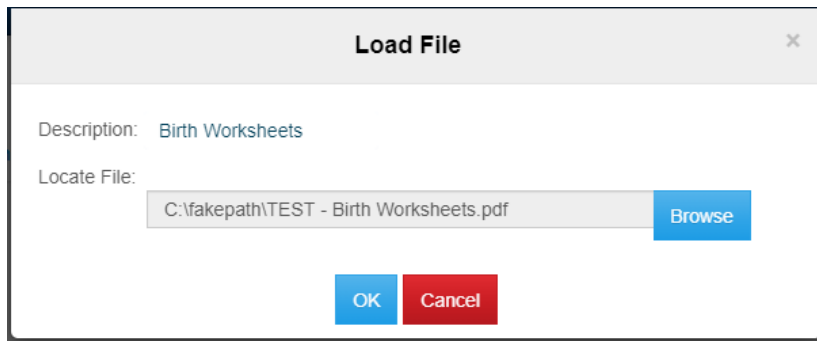 Load File
×
Description: Birth Worksheets
Locate File:
C:\fakepath\TEST - Birth Worksheets.pdf Browse
OK Cancel